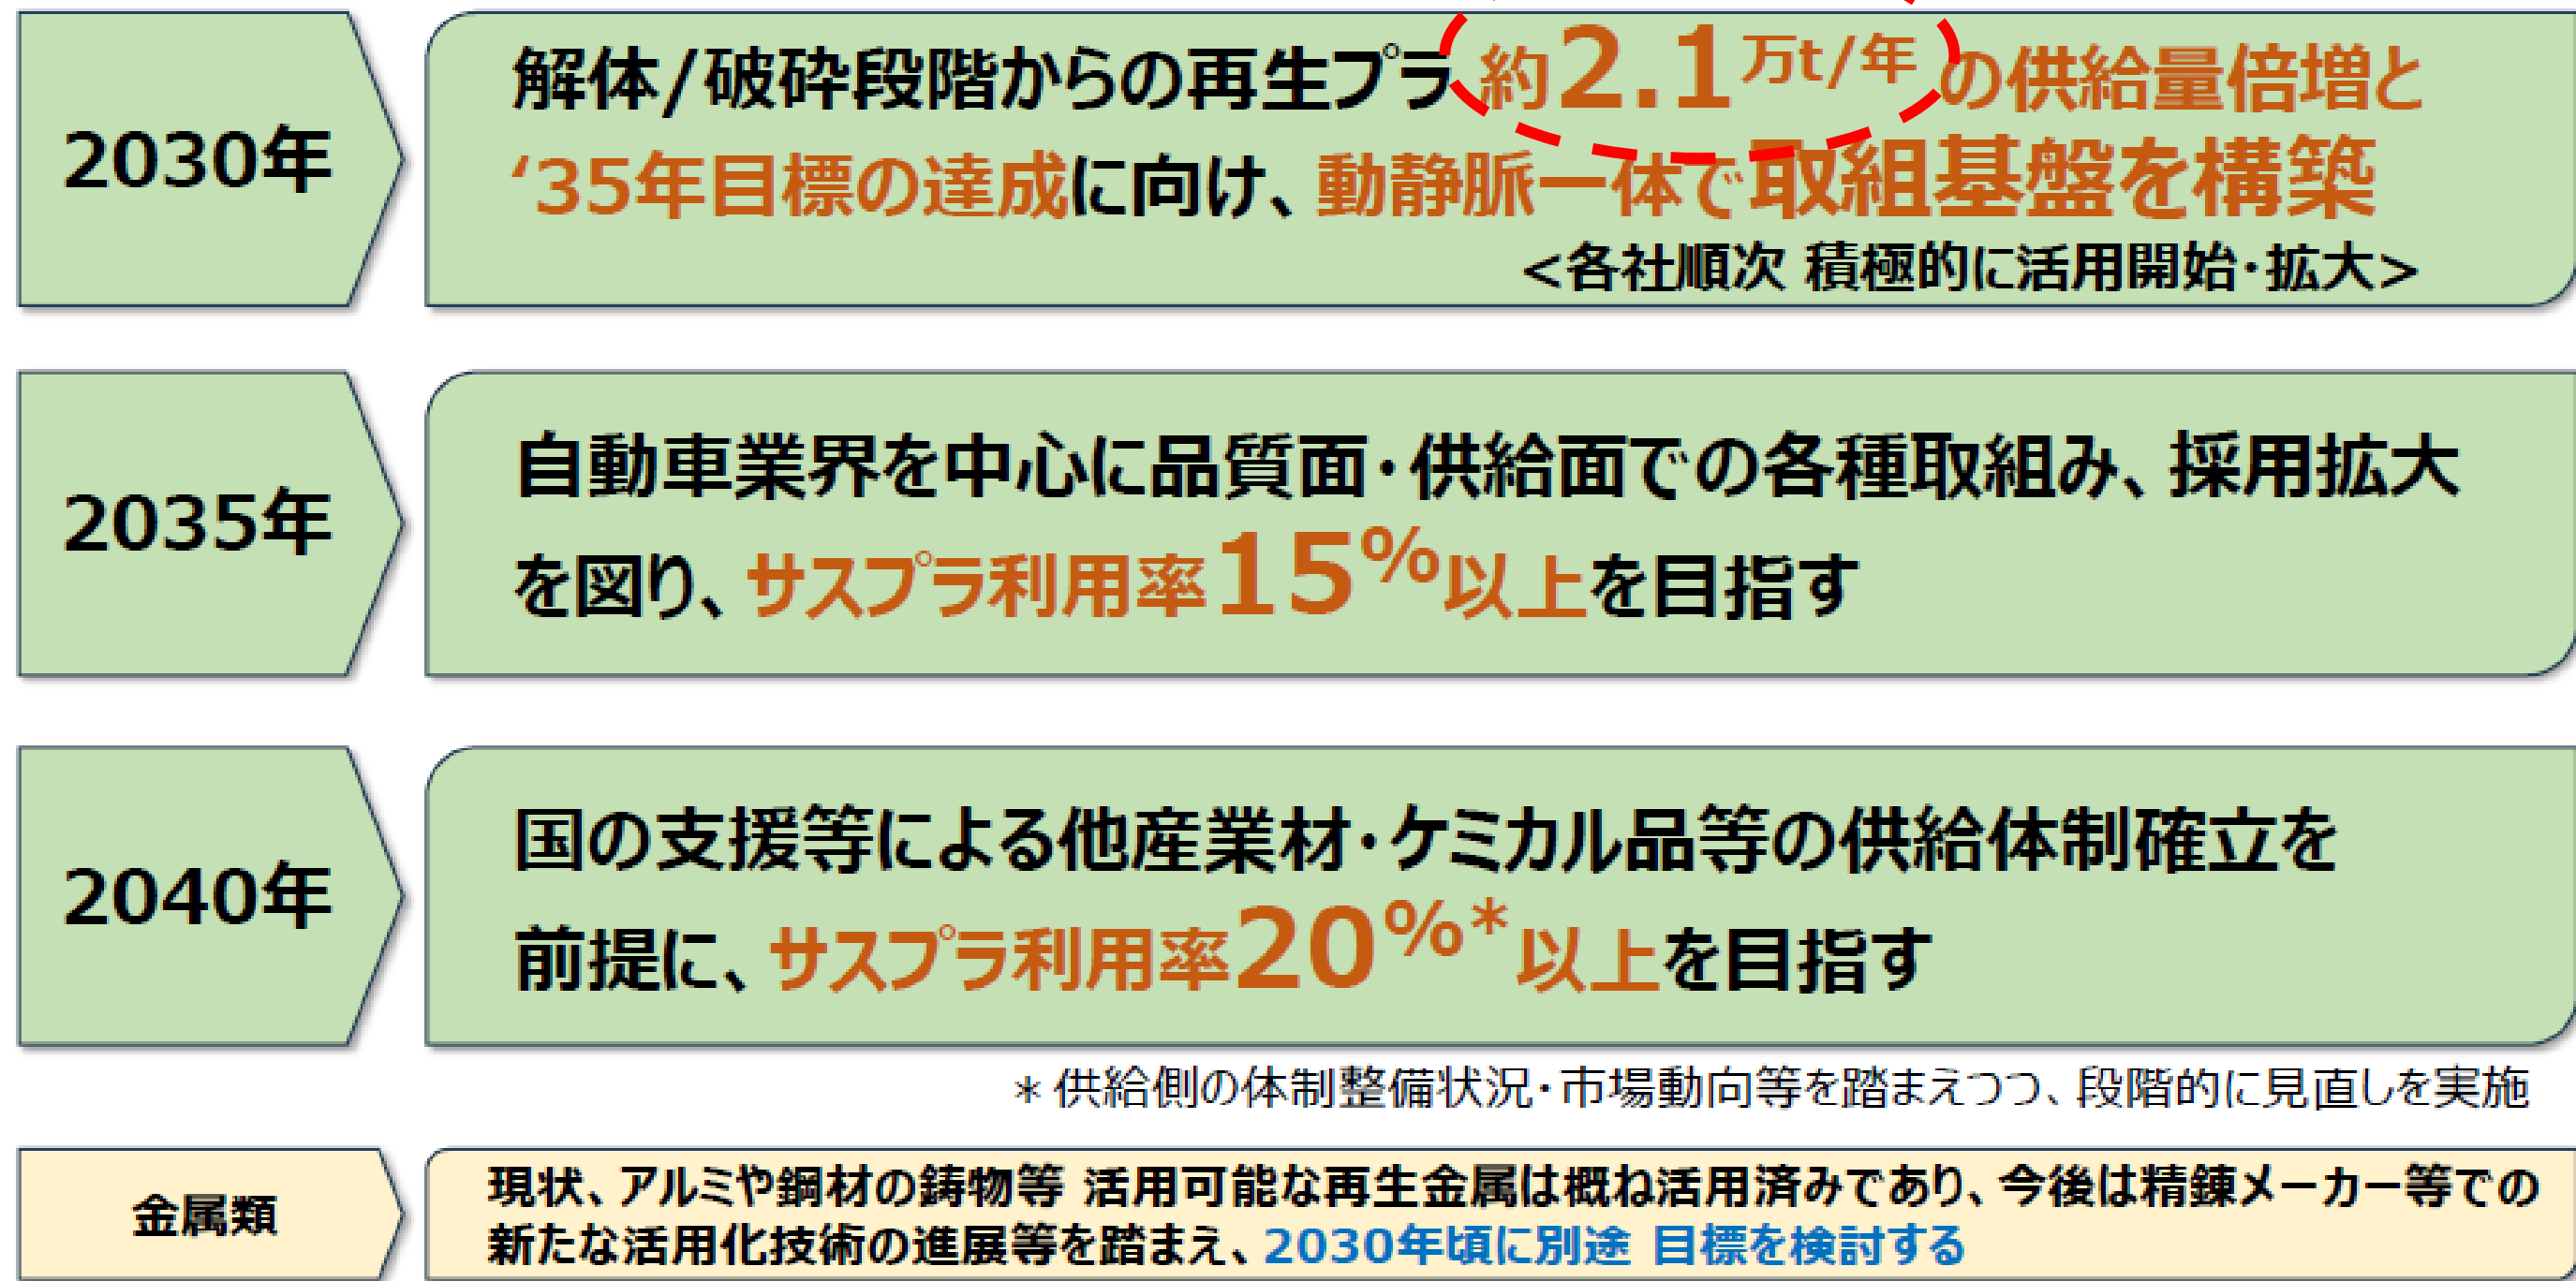 2030年
解体/破砕段階からの再生プラ 約2.1万t/年の供給量倍増と
‘35年目標の達成に向け、動静脈一体で取組基盤を構築
<各社順次 積極的に活用開始・拡大>
2035年
自動車業界を中心に品質面・供給面での各種取組み、採用拡大
を図り、サスプラ利用率15%以上を目指す
2040年
国の支援等による他産業材・ケミカル品等の供給体制確立を
前提に、サスプラ利用率20%*以上を目指す
* 供給側の体制整備状況・市場動向等を踏まえつつ、段階的に見直しを実施
金属類
現状、アルミや鋼材の鋳物等 活用可能な再生金属は概ね活用済みであり、今後は精錬メーカー等での
新たな活用化技術の進展等を踏まえ、2030年頃に別途 目標を検討する